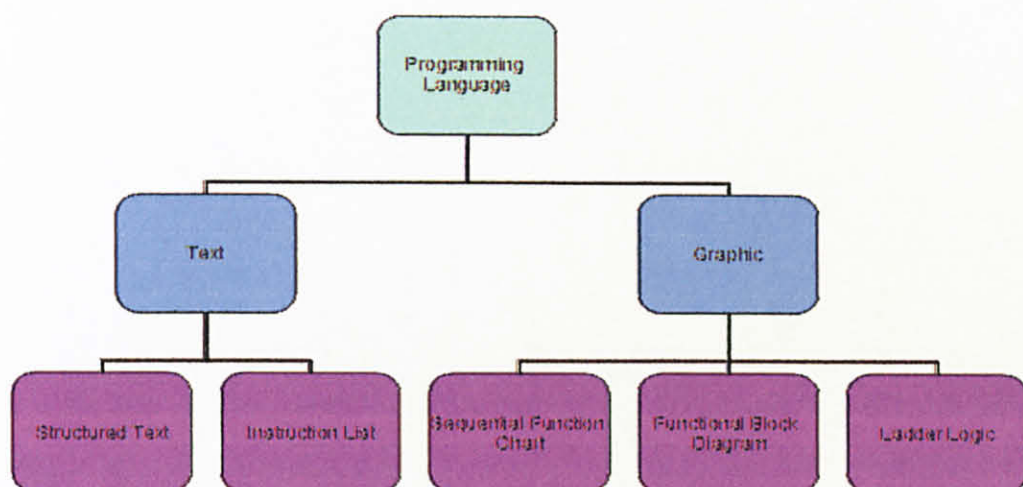 Programming
Language
Text
Graphic
Structured Text
Instruction List
Sequential Function
Chart
Functional Block
Diagram
Ladder Logic